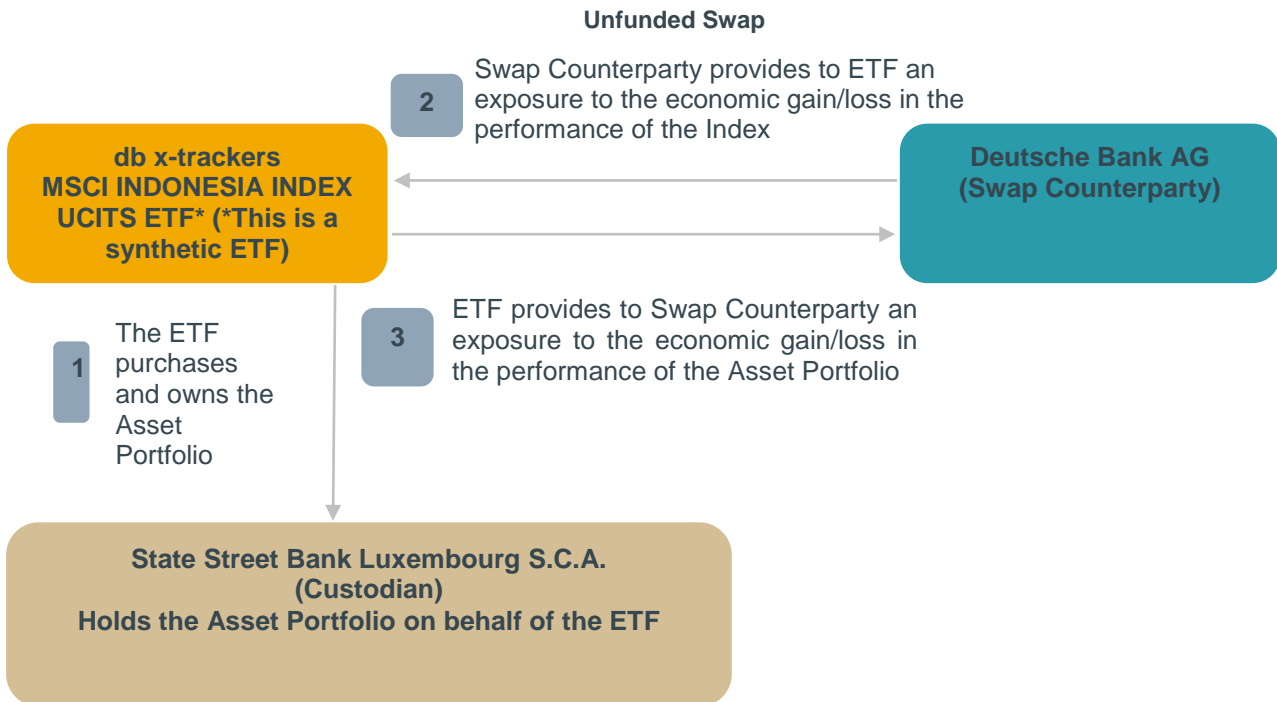 Unfunded Swap
2
Swap Counterparty provides to ETF an
exposure to the economic gain/loss in the
performance of the Index
db x-trackers
MSCI INDONESIA INDEX
UCITS ETF* (*This is a
synthetic ETF)
Deutsche Bank AG
(Swap Counterparty)
1
The ETF
purchases
and owns the
Asset
Portfolio
3
ETF provides to Swap Counterparty an
exposure to the economic gain/loss in
the performance of the Asset Portfolio
State Street Bank Luxembourg S.C.A.
(Custodian)
Holds the Asset Portfolio on behalf of the ETF